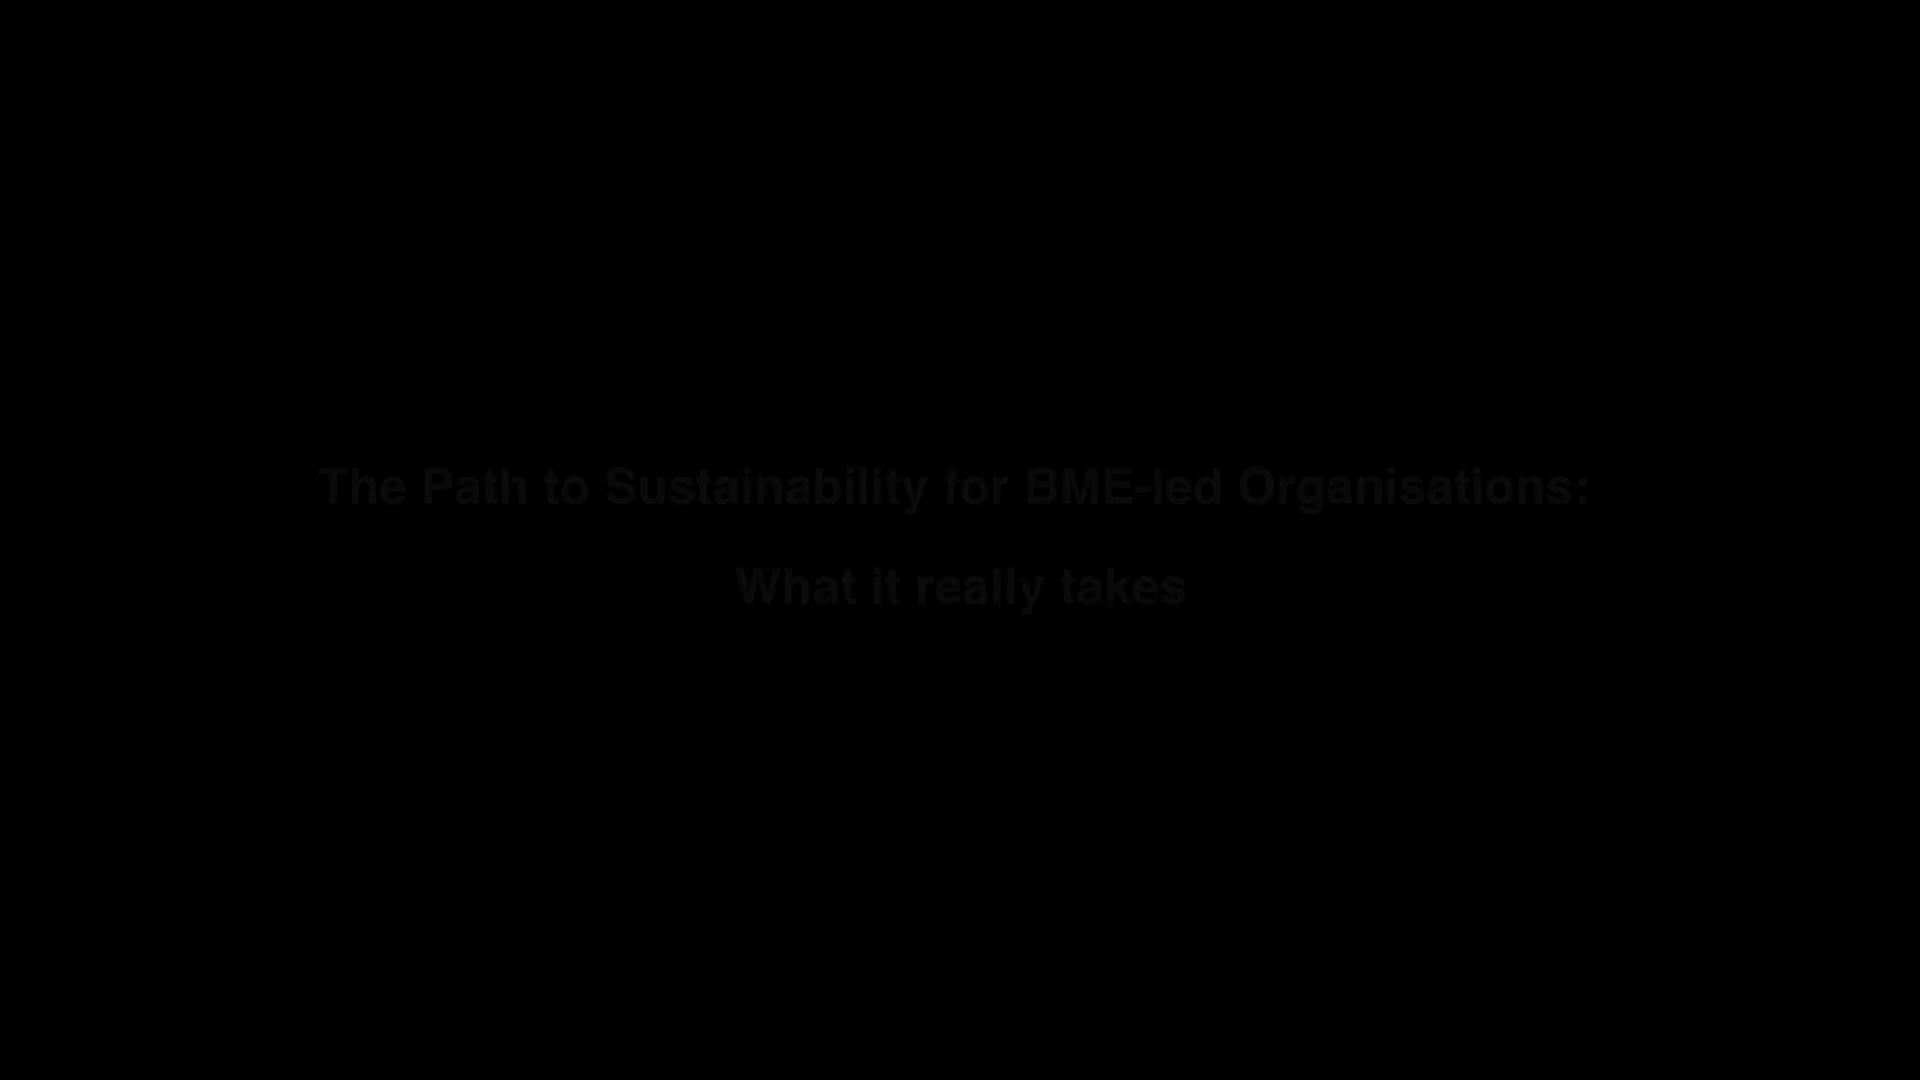 The Path to Sustainability for BME-led Organisations:
What it really takes